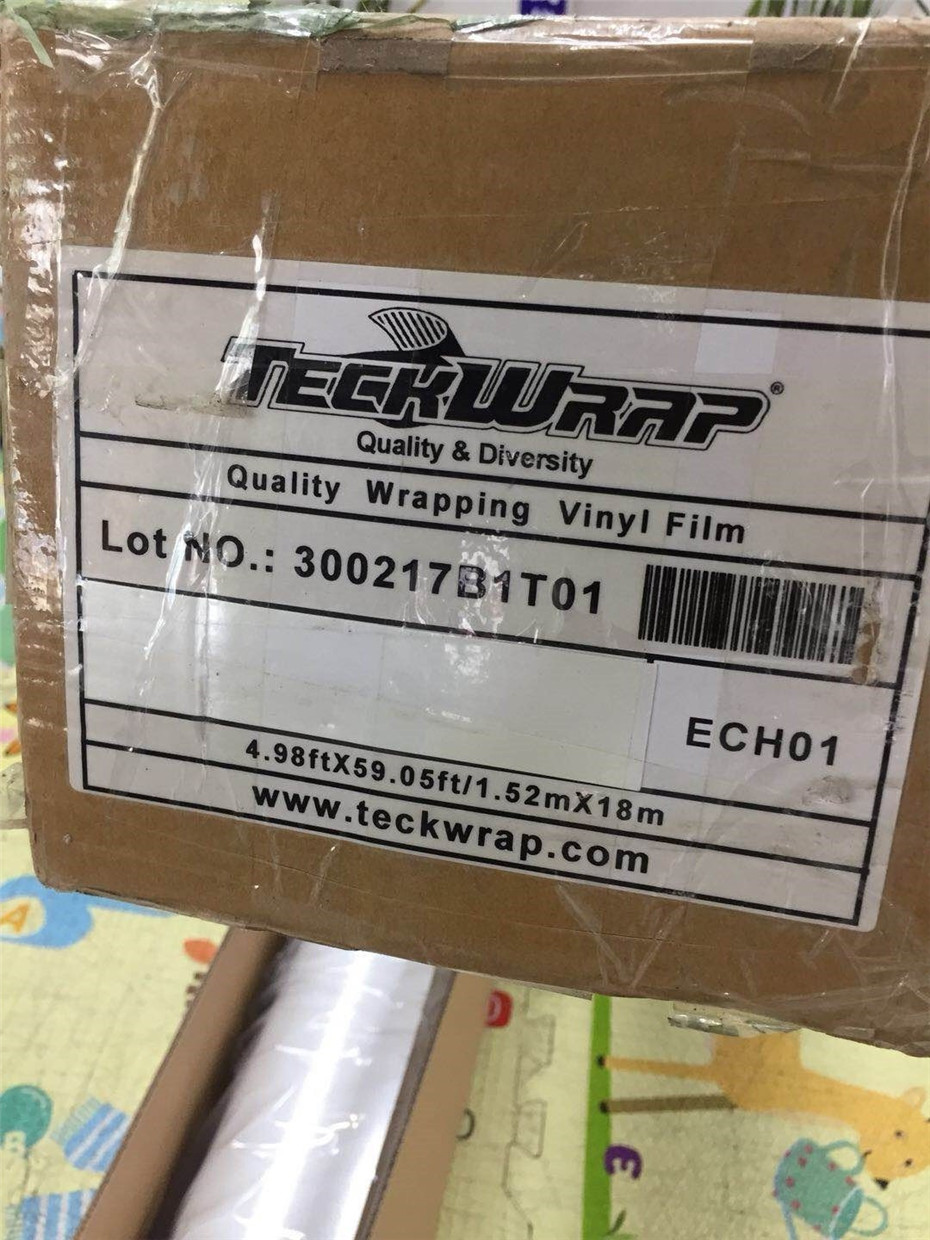 TECKWRAP®
Quality & Diversity
Quality Wrapping Vinyl Film
Lot NO.: 300217B1T01
ECH01
4.98ftX59.05ft/1.52mX18m
www.teckwrap.com
A
B
3